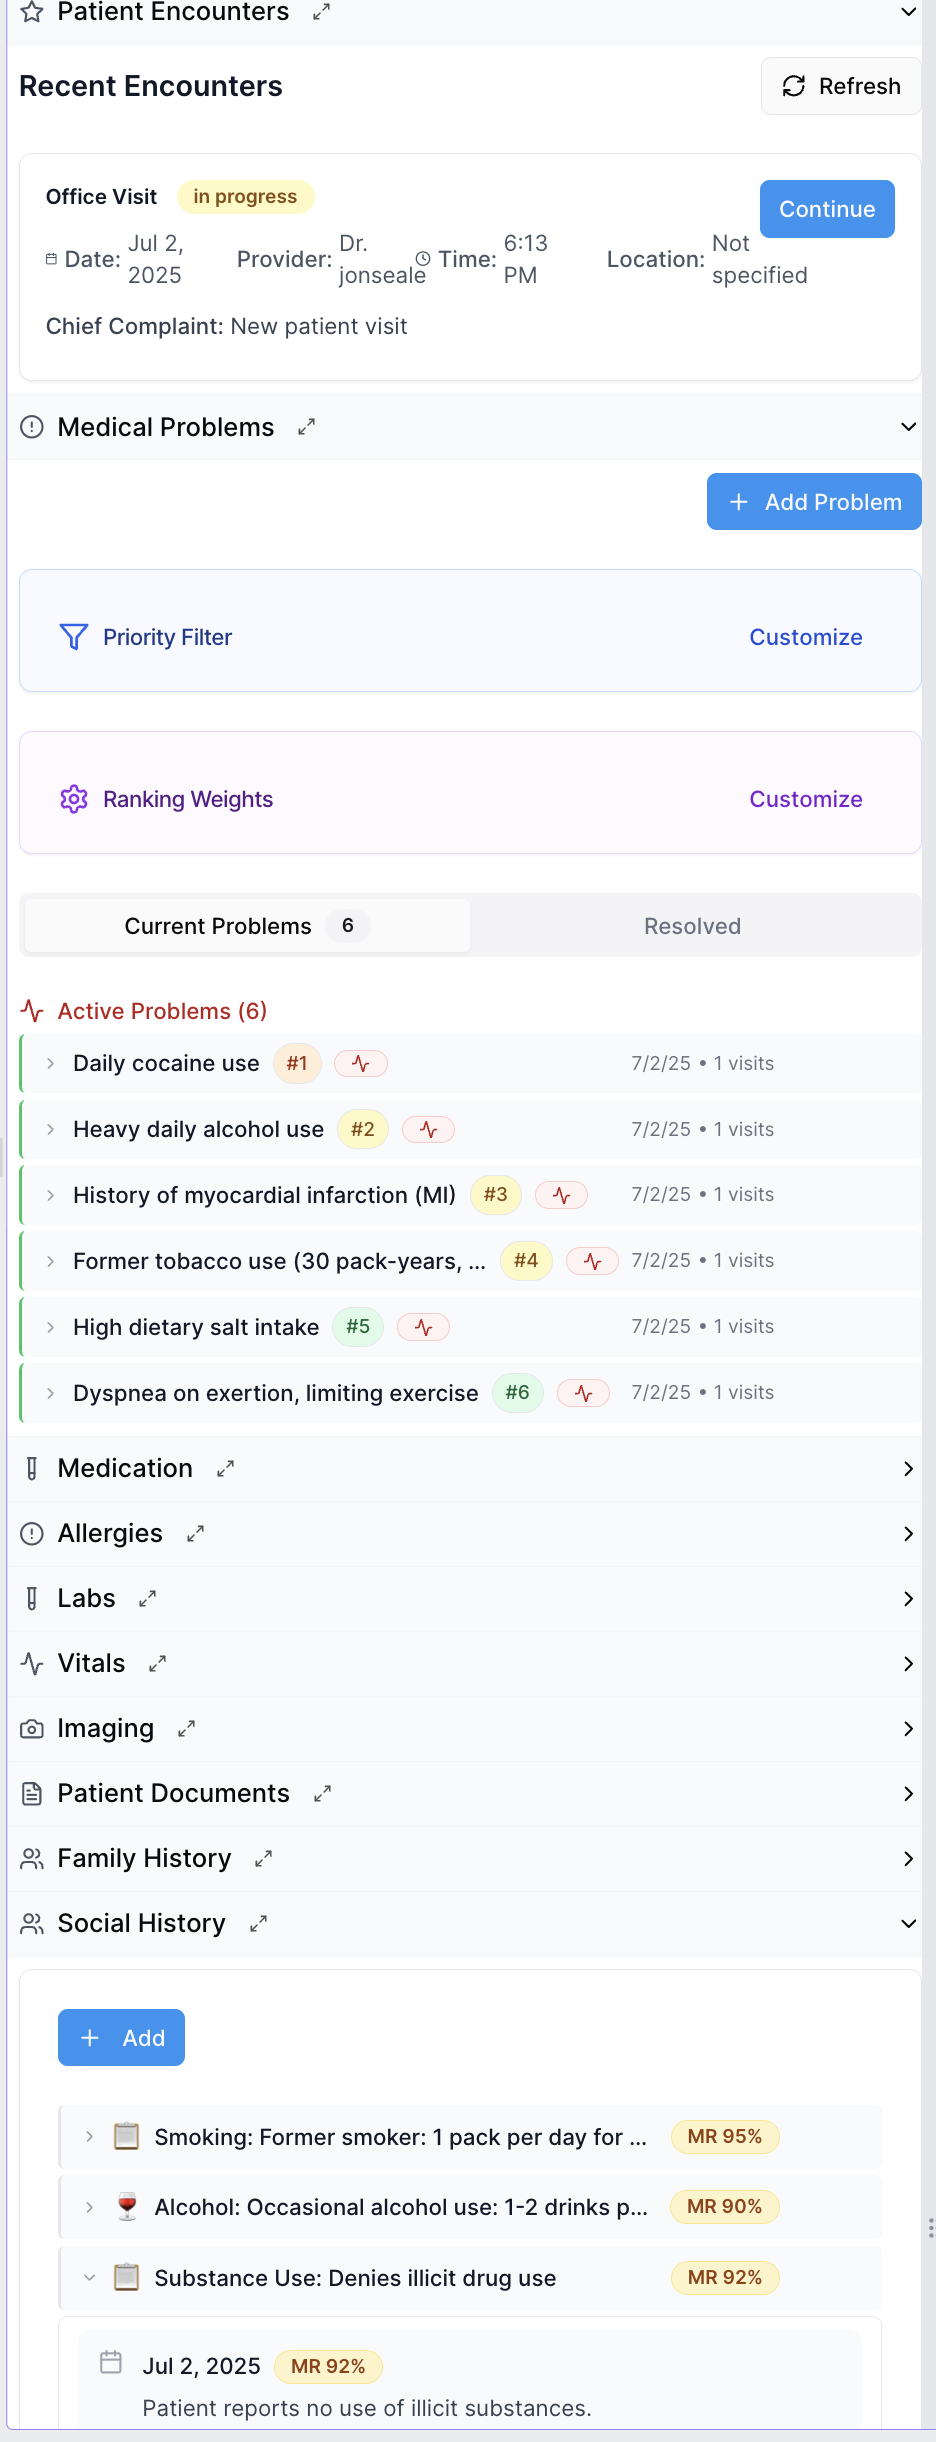 Patient Encounters
Recent Encounters
Refresh
Office Visit in progress
Continue
Date: Jul 2, 2025 Provider: Dr. jonseale Time: 6:13 PM Location: Not specified
Chief Complaint: New patient visit
Medical Problems
+ Add Problem
Priority Filter Customize
Ranking Weights Customize
Current Problems 6 Resolved
Active Problems (6)
Daily cocaine use #1 7/2/25 • 1 visits
Heavy daily alcohol use #2 7/2/25 • 1 visits
History of myocardial infarction (MI) #3 7/2/25 • 1 visits
Former tobacco use (30 pack-years, ... #4 7/2/25 • 1 visits
High dietary salt intake #5 7/2/25 • 1 visits
Dyspnea on exertion, limiting exercise #6 7/2/25 • 1 visits
Medication
Allergies
Labs
Vitals
Imaging
Patient Documents
Family History
Social History
+ Add
Smoking: Former smoker: 1 pack per day for ... MR 95%
Alcohol: Occasional alcohol use: 1-2 drinks p... MR 90%
Substance Use: Denies illicit drug use MR 92%
Jul 2, 2025 MR 92%
Patient reports no use of illicit substances.